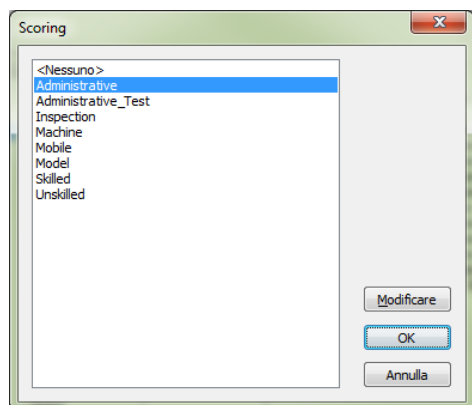 Scoring
<Nessuno>
Administrative
Administrative_Test
Inspection
Machine
Mobile
Model
Skilled
Unskilled
Modificare
OK
Annulla